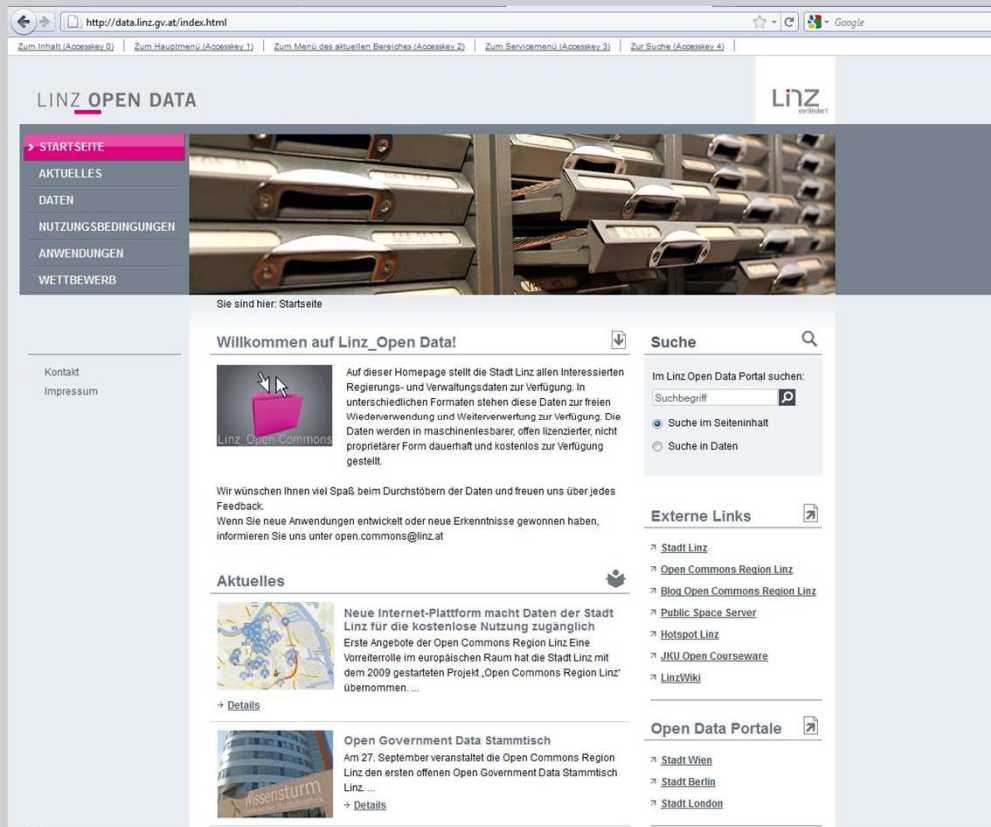 http://data.linz.gv.at/index.html
Google
Zum Inhalt (Accesskey 0)
Zum Hauptmenü (Accesskey 1)
Zum Menü des aktuellen Bereiches (Accesskey 2)
Zum Servicemenü (Accesskey 3)
Zur Suche (Accesskey 4)
LINZ OPEN DATA
Linz
verändert
STARTSEITE
AKTUELLES
DATEN
NUTZUNGSBEDINGUNGEN
ANWENDUNGEN
WETTBEWERB
Kontakt
Impressum
Sie sind hier: Startseite
Willkommen auf Linz_Open Data!
Linz_Open Commons
Auf dieser Homepage stellt die Stadt Linz allen Interessierten
Regierungs- und Verwaltungsdaten zur Verfügung. In
unterschiedlichen Formaten stehen diese Daten zur freien
Wiederverwendung und Weiterverwertung zur Verfügung. Die
Daten werden in maschinenlesbarer, offen lizenzierter, nicht
proprietärer Form dauerhaft und kostenlos zur Verfügung
gestellt.
Wir wünschen Ihnen viel Spaß beim Durchstöbern der Daten und freuen uns über jedes
Feedback.
Wenn Sie neue Anwendungen entwickelt oder neue Erkenntnisse gewonnen haben,
informieren Sie uns unter open.commons@linz.at
Aktuelles
Neue Internet-Plattform macht Daten der Stadt
Linz für die kostenlose Nutzung zugänglich
Erste Angebote der Open Commons Region Linz Eine
Vorreiterrolle im europäischen Raum hat die Stadt Linz mit
dem 2009 gestarteten Projekt „Open Commons Region Linz“
übernommen. ...
Details
Wissensturm
Open Government Data Stammtisch
Am 27. September veranstaltet die Open Commons Region
Linz den ersten offenen Open Government Data Stammtisch
Linz. ...
Details
Suche
Im Linz Open Data Portal suchen:
Suchbegriff
Suche im Seiteninhalt
Suche in Daten
Externe Links
Stadt Linz
Open Commons Region Linz
Blog Open Commons Region Linz
Public Space Server
Hotspot Linz
JKU Open Courseware
LinzWiki
Open Data Portale
Stadt Wien
Stadt Berlin
Stadt London